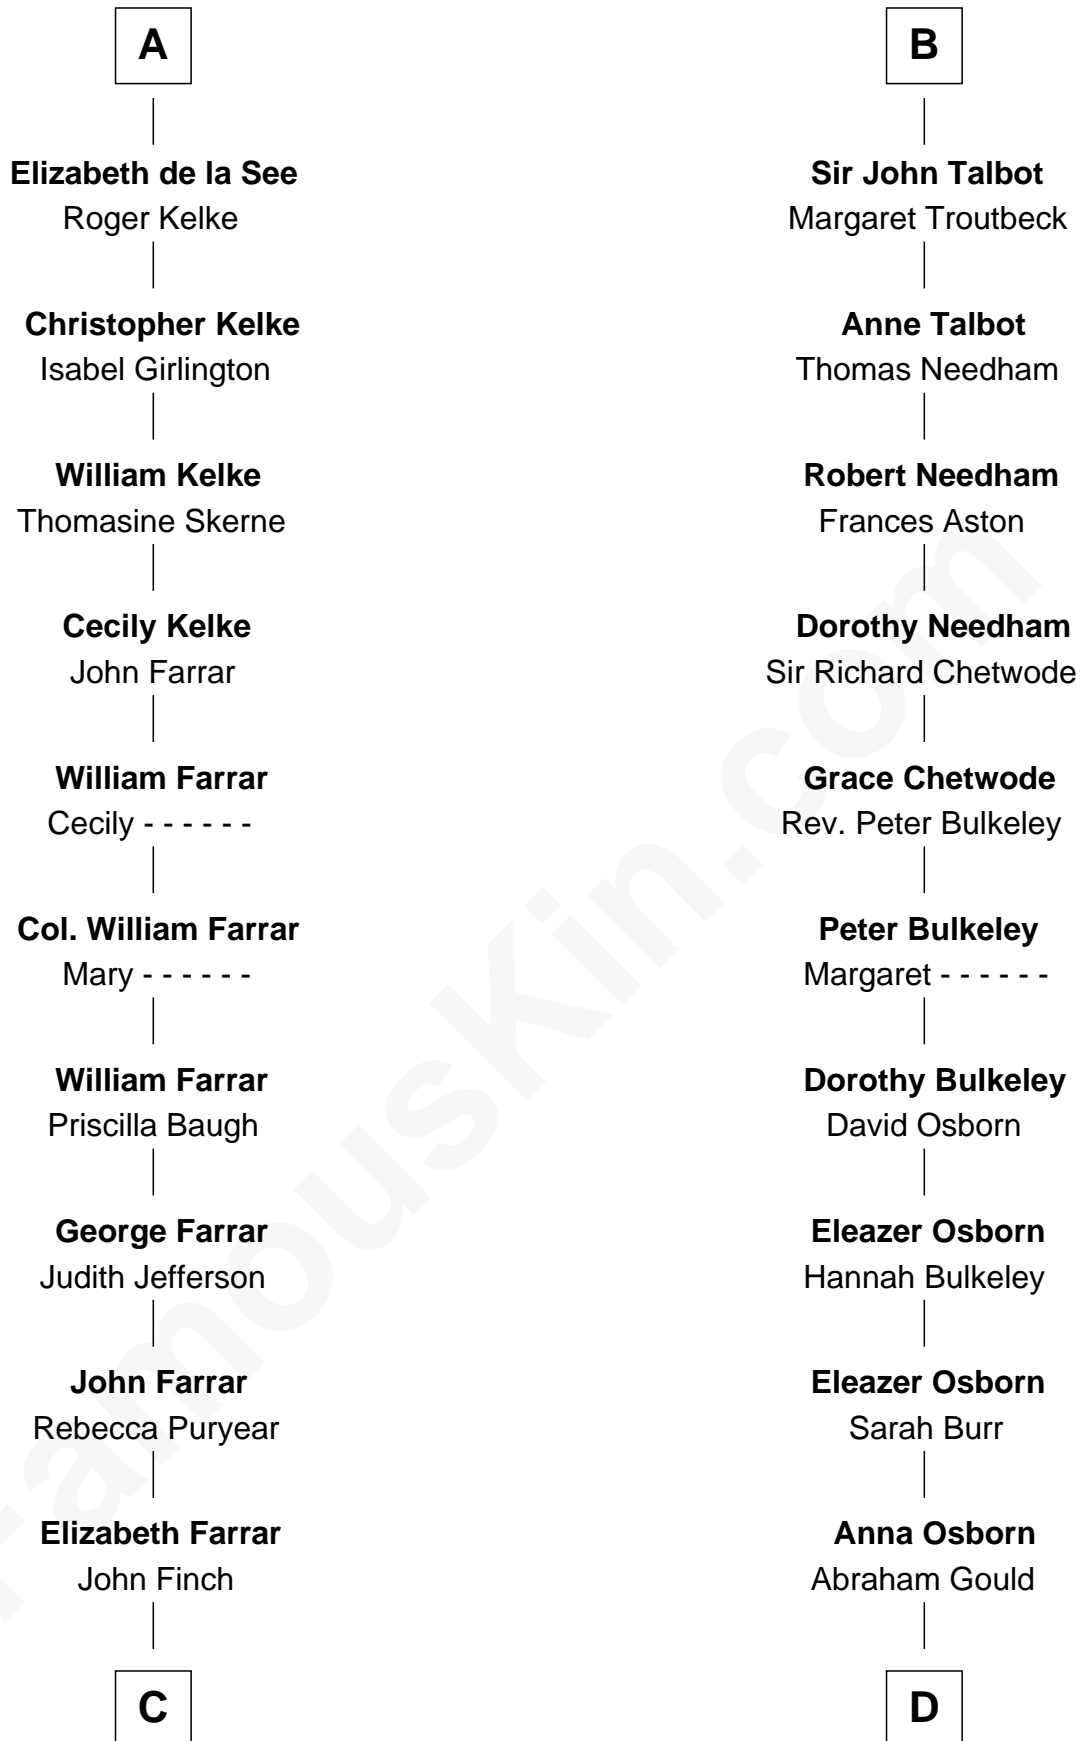 A
Elizabeth de la See
Roger Kelke
Christopher Kelke
Isabel Girlington
William Kelke
Thomasine Skerne
Cecily Kelke
John Farrar
William Farrar
Cecily - - - - - -
Col. William Farrar
Mary - - - - - -
William Farrar
Priscilla Baugh
George Farrar
Judith Jefferson
John Farrar
Rebecca Puryear
Elizabeth Farrar
John Finch
C
B
Sir John Talbot
Margaret Troutbeck
Anne Talbot
Thomas Needham
Robert Needham
Frances Aston
Dorothy Needham
Sir Richard Chetwode
Grace Chetwode
Rev. Peter Bulkeley
Peter Bulkeley
Margaret - - - - - -
Dorothy Bulkeley
David Osborn
Eleazer Osborn
Hannah Bulkeley
Eleazer Osborn
Sarah Burr
Anna Osborn
Abraham Gould
D
FamousKin.com